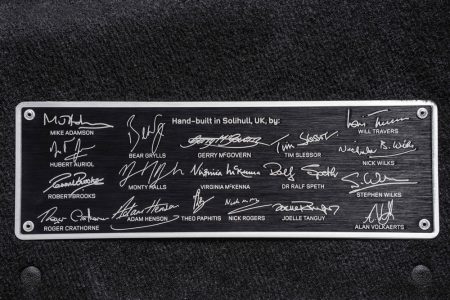 Hand-built in Solihull, UK, by:
MIKE ADAMSON
BEAR GRYLLS
GERRY McGOVERN
TIM SLESSOR
WILL TRAVERS
HUBERT AURIOL
NICK WILKS
MONTY HALLS
VIRGINIA McKENNA
DR RALF SPETH
ROBERT BROOKS
STEPHEN WILKS
ROGER CRATHORNE
ADAM HENSON
THEO PAPHITIS
NICK ROGERS
JOELLE TANGUY
ALAN VOLKAERTS